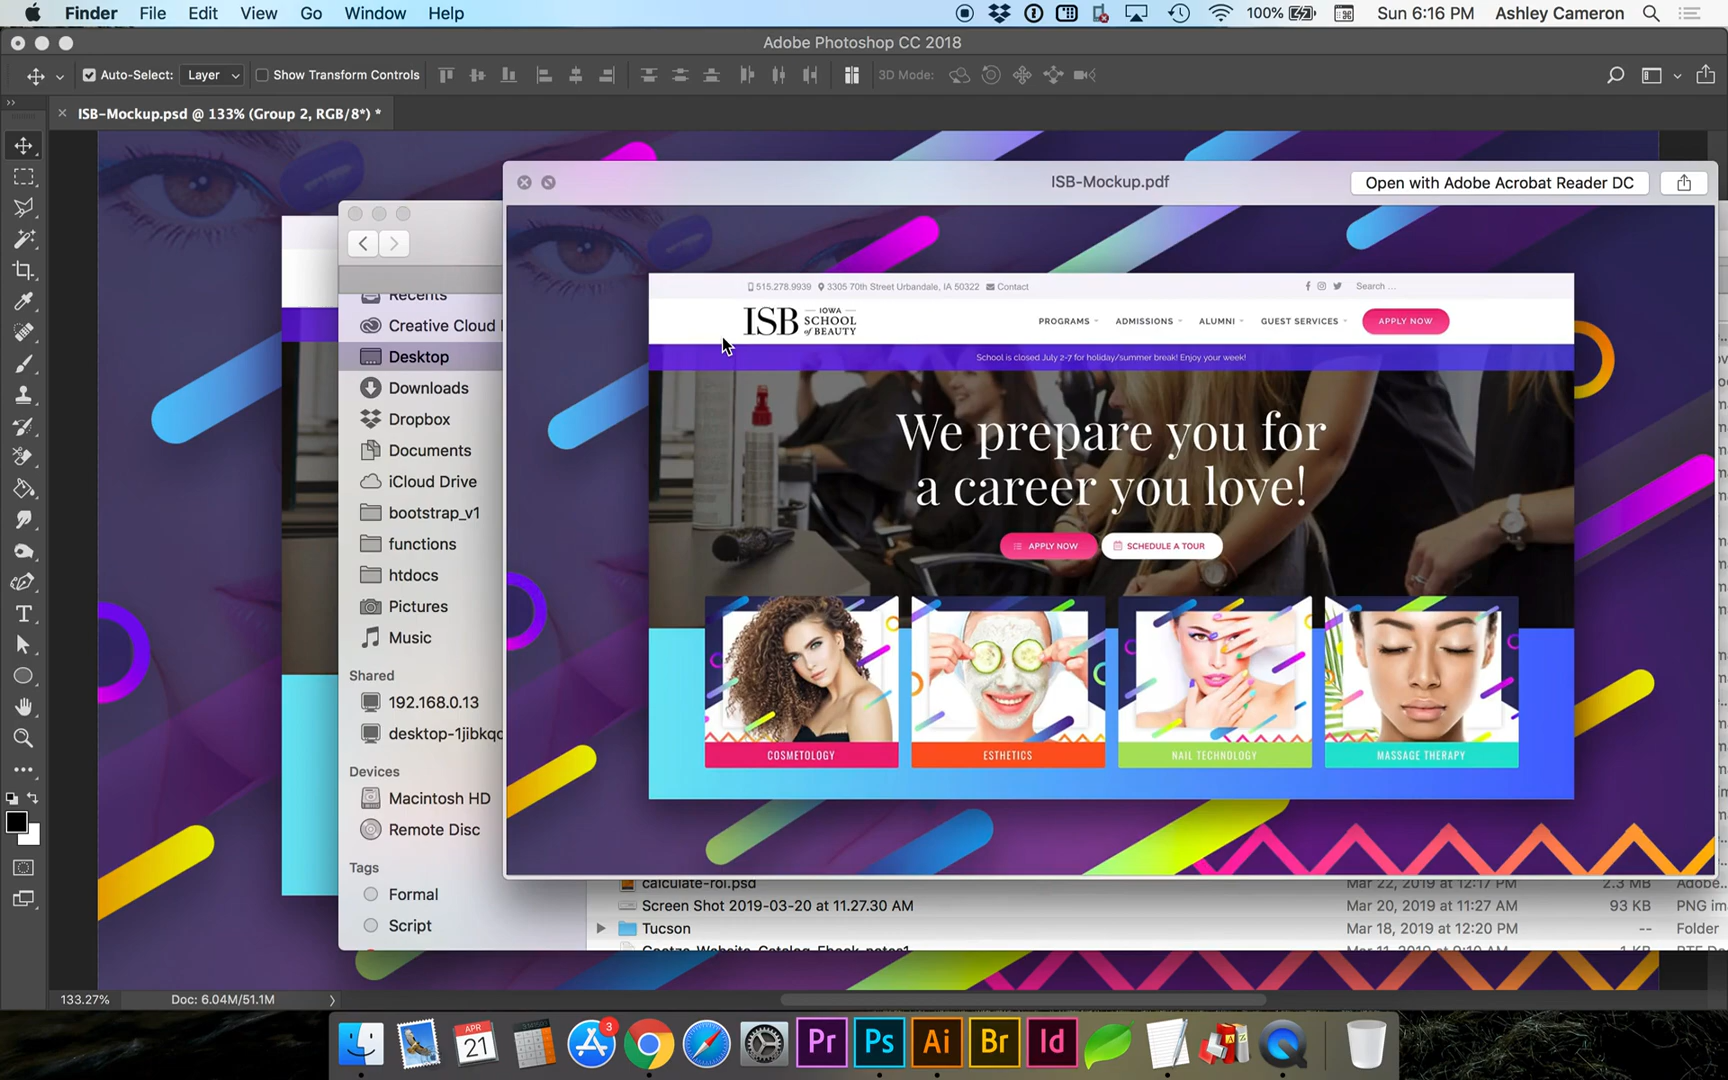 Finder File Edit View Go Window Help 100% Sun 6:16 PM Ashley Cameron
Adobe Photoshop CC 2018
Auto-Select: Layer Show Transform Controls 3D Mode:
ISB-Mockup.psd @ 133% (Group 2, RGB/8*) *
ISB-Mockup.pdf Open with Adobe Acrobat Reader DC
Recents
Creative Cloud
Desktop
Downloads
Dropbox
Documents
iCloud Drive
bootstrap_v1
functions
htdocs
Pictures
Music
Shared
192.168.0.13
desktop-1jibkqc
Devices
Macintosh HD
Remote Disc
Tags
Formal
Script
515.278.9939 3305 70th Street Urbandale, IA 50322 Contact Search ...
ISB IOWA SCHOOL of BEAUTY
PROGRAMS ADMISSIONS ALUMNI GUEST SERVICES APPLY NOW
School is closed July 2-7 for holiday/summer break! Enjoy your week!
We prepare you for
a career you love!
APPLY NOW SCHEDULE A TOUR
COSMETOLOGY ESTHETICS NAIL TECHNOLOGY MASSAGE THERAPY
calculate-roi.psd Mar 22, 2019 at 12:17 PM 2.3 MB Adobe...
Screen Shot 2019-03-20 at 11.27.30 AM Mar 20, 2019 at 11:27 AM 93 KB PNG im
Tucson Mar 18, 2019 at 12:20 PM -- Folder
133.27% Doc: 6.04M/51.1M
3
APR
21
Pr Ps Ai Br Id